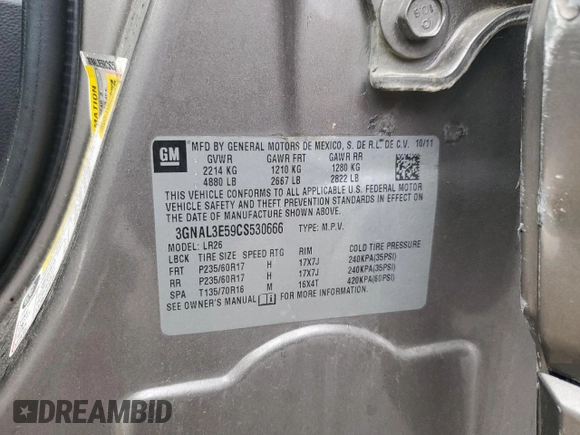 GM
MFD BY GENERAL MOTORS DE MEXICO, S. DE R.L. DE C.V. 10/11
GVWR GAWR FRT GAWR RR
2214 KG 1210 KG 1280 KG
4880 LB 2667 LB 2822 LB
THIS VEHICLE CONFORMS TO ALL APPLICABLE U.S. FEDERAL MOTOR
VEHICLE SAFETY AND THEFT PREVENTION STANDARDS IN EFFECT ON
THE DATE OF MANUFACTURE SHOWN ABOVE.
3GNAL3E59CS530666 TYPE: M.P.V.
MODEL: LR26
LBCK TIRE SIZE SPEED RTG RIM COLD TIRE PRESSURE
FRT P235/60R17 H 17X7J 240KPA(35PSI)
RR P235/60R17 H 17X7J 240KPA(35PSI)
SPA T135/70R16 M 16X4T 420KPA(60PSI)
SEE OWNER'S MANUAL FOR MORE INFORMATION.
DREAMBID